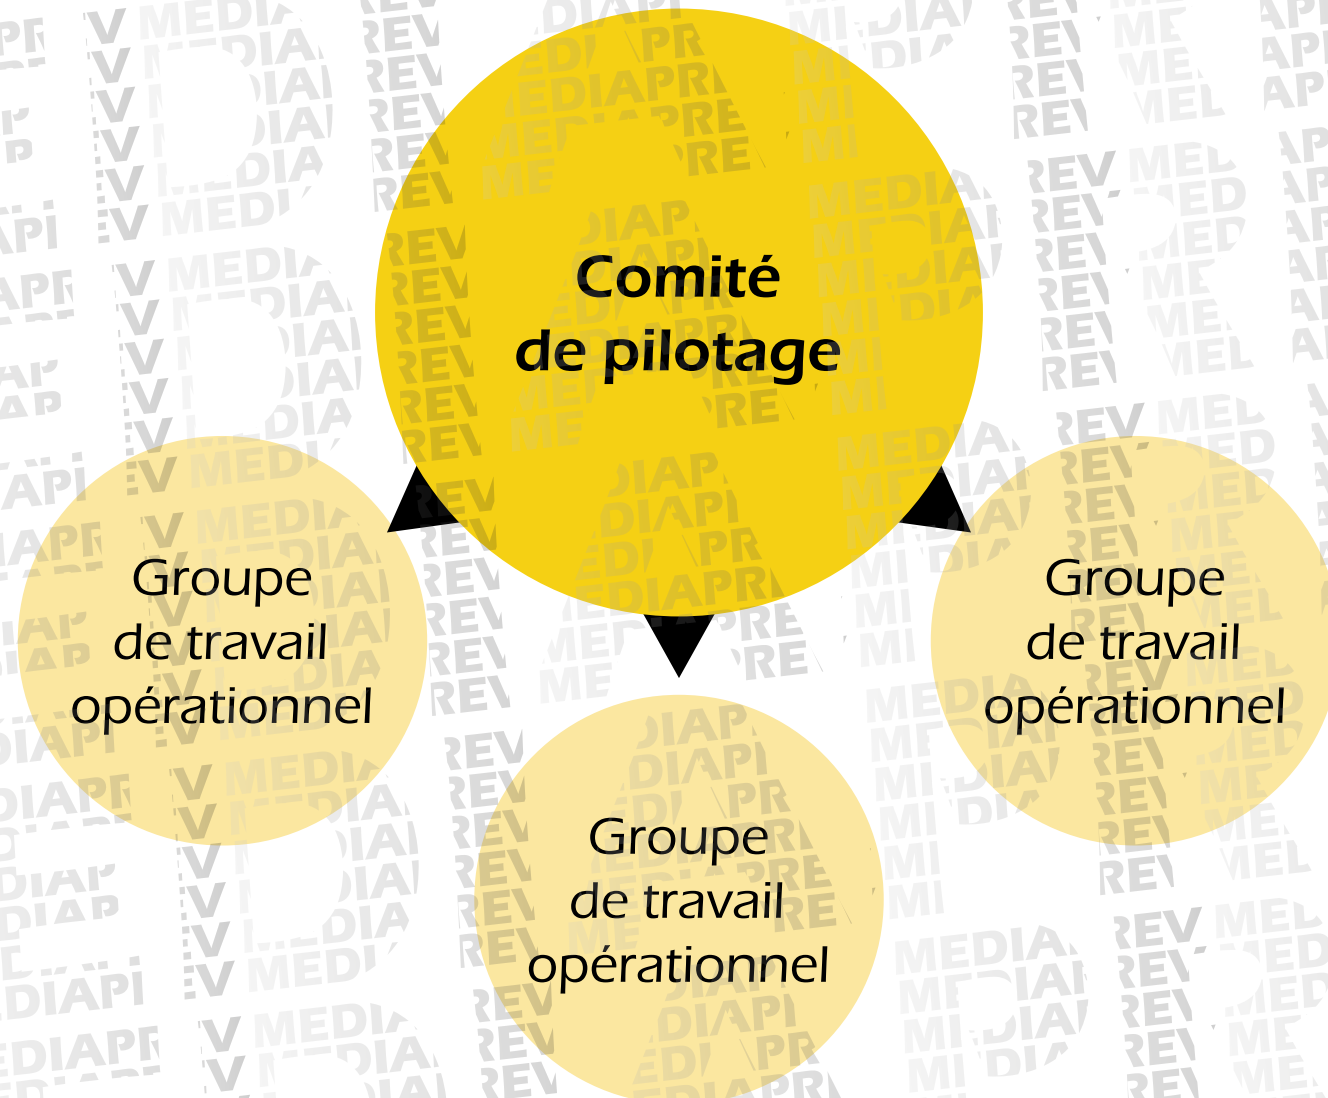 Comité
de pilotage
Groupe
de travail
opérationnel
Groupe
de travail
opérationnel
Groupe
de travail
opérationnel